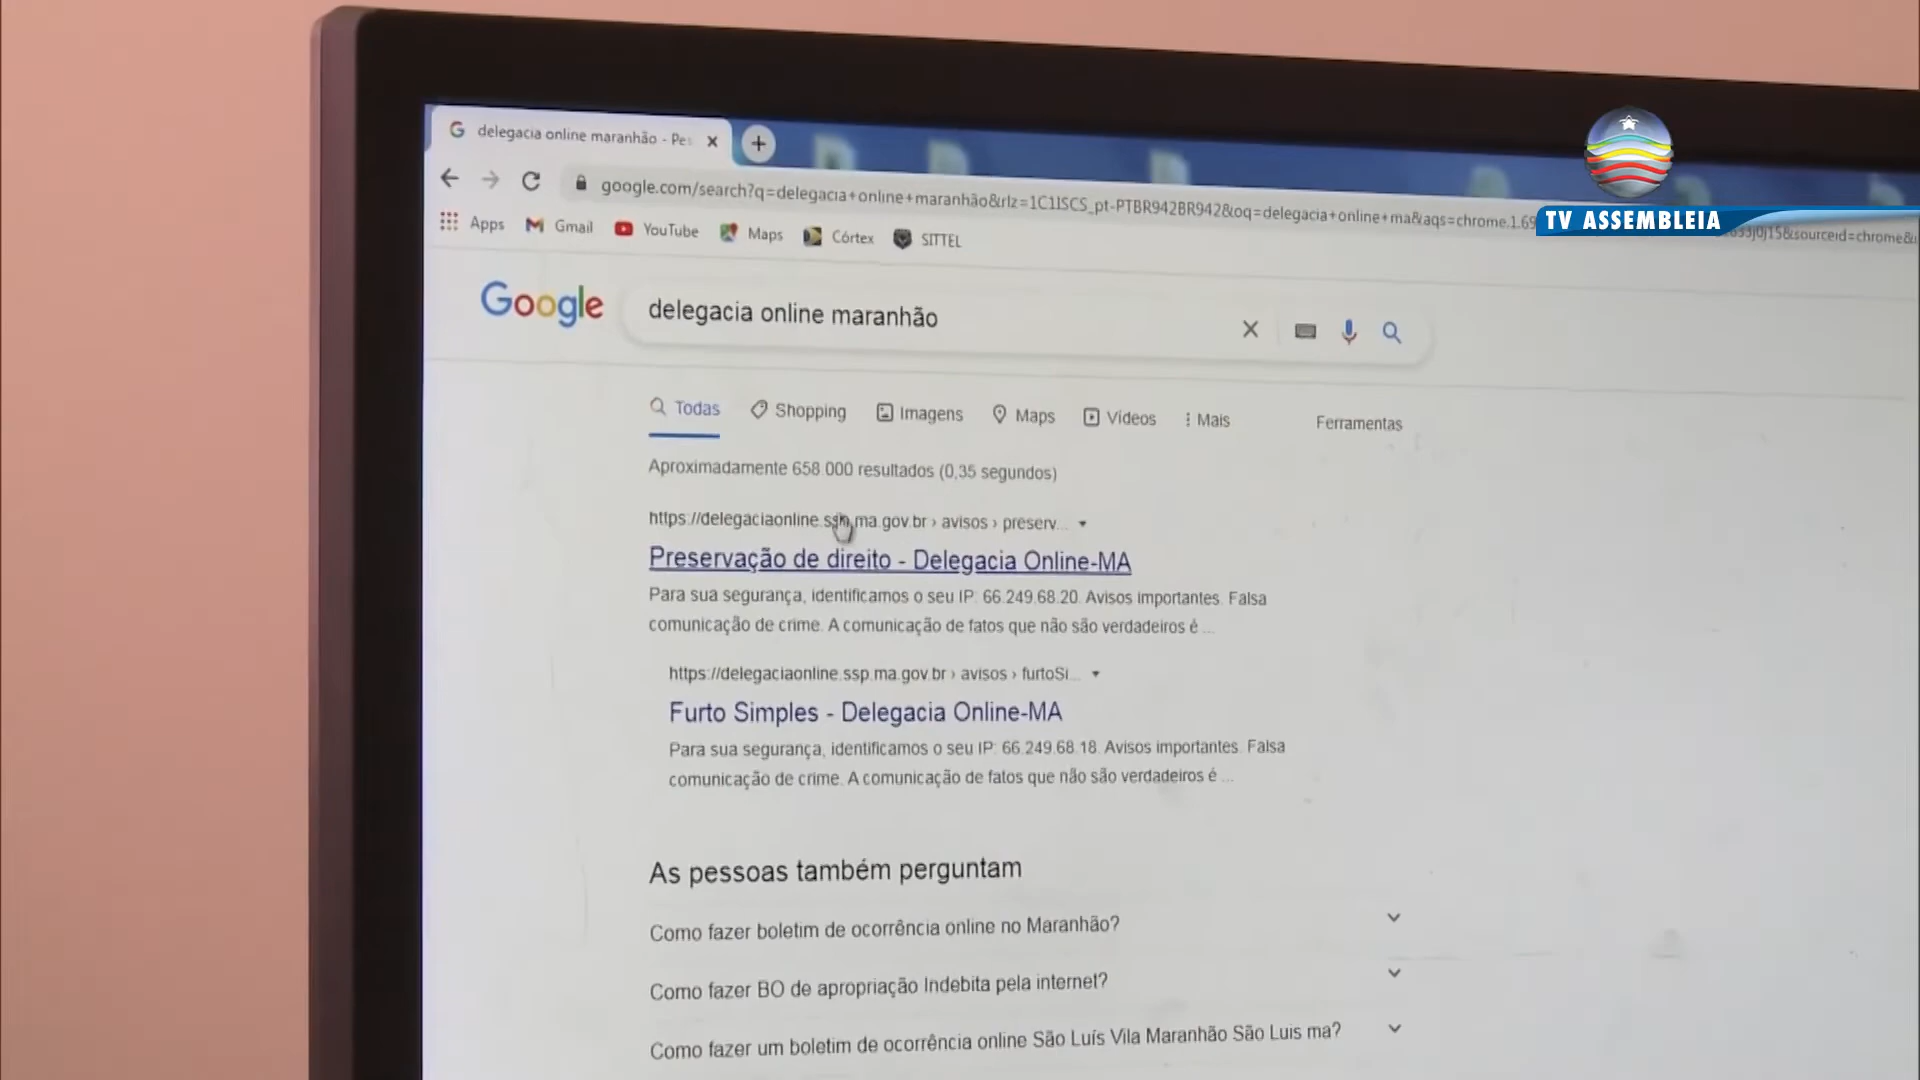 delegacia online maranhão - Pes
TV ASSEMBLEIA
google.com/search?q=delegacia+online+maranhão&rlz=1C1ISCS_pt-PTBR942BR942&oq=delegacia+online+ma&aqs=chrome.1.69
j0j15&sourceid=chrome&
Apps Gmail YouTube Maps Córtex SITTEL
Google delegacia online maranhão
Todas Shopping Imagens Maps Vídeos Mais Ferramentas
Aproximadamente 658 000 resultados (0,35 segundos)
https://delegaciaonline.ssp.ma.gov.br › avisos › preserv...
Preservação de direito - Delegacia Online-MA
Para sua segurança, identificamos o seu IP: 66.249.68.20. Avisos importantes. Falsa
comunicação de crime. A comunicação de fatos que não são verdadeiros é ...
https://delegaciaonline.ssp.ma.gov.br › avisos › furtoSi...
Furto Simples - Delegacia Online-MA
Para sua segurança, identificamos o seu IP: 66.249.68.18. Avisos importantes. Falsa
comunicação de crime. A comunicação de fatos que não são verdadeiros é ...
As pessoas também perguntam
Como fazer boletim de ocorrência online no Maranhão?
Como fazer BO de apropriação Indebita pela internet?
Como fazer um boletim de ocorrência online São Luís Vila Maranhão São Luis ma?